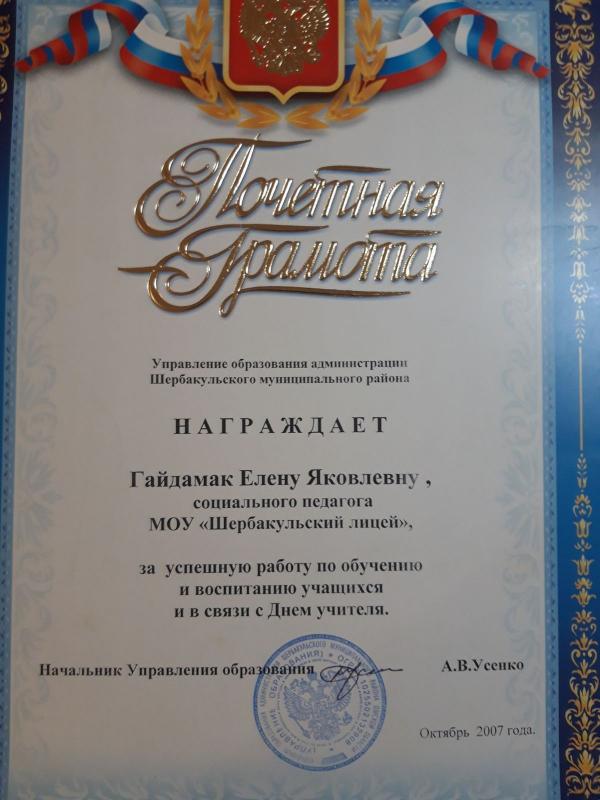 Почетная
Грамота
Управление образования администрации
Шербакульского муниципального района
НАГРАЖДАЕТ
Гайдамак Елену Яковлевну ,
социального педагога
МОУ «Шербакульский лицей»,
за успешную работу по обучению
и воспитанию учащихся
и в связи с Днем учителя.
Начальник Управления образования
А.В.Усенко
Октябрь 2007 года.